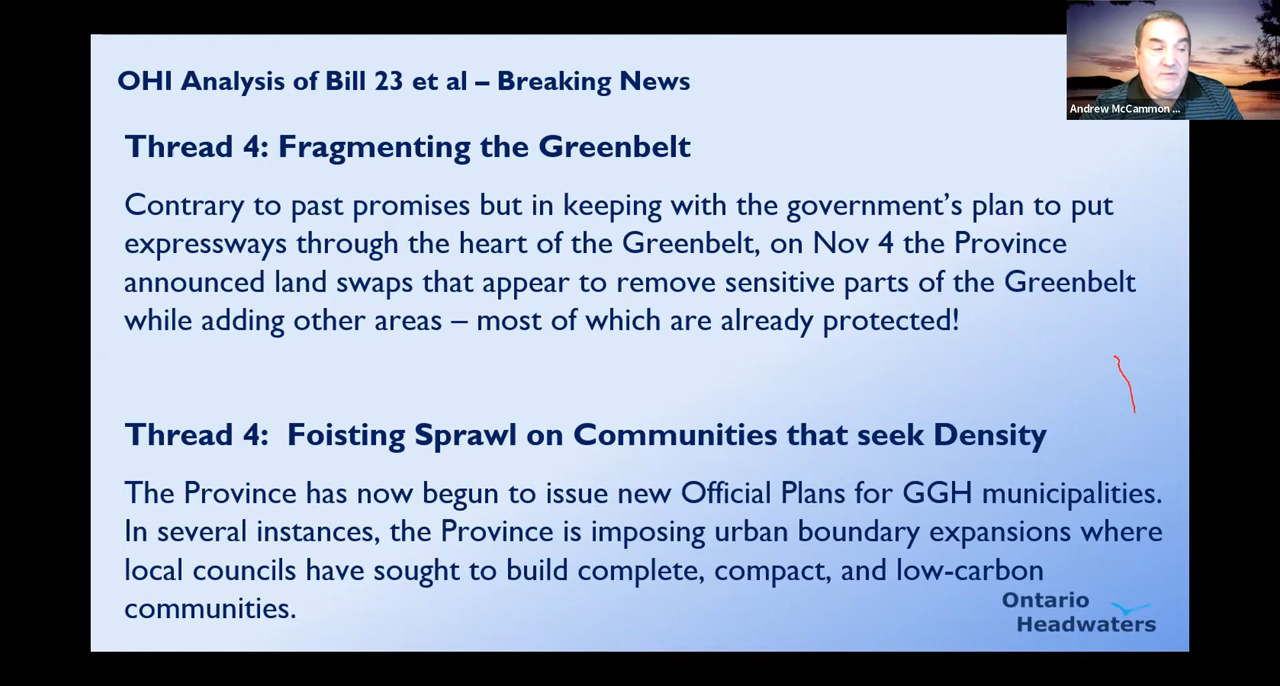 OHI Analysis of Bill 23 et al – Breaking News
Andrew McCammon ...
Thread 4: Fragmenting the Greenbelt
Contrary to past promises but in keeping with the government’s plan to put
expressways through the heart of the Greenbelt, on Nov 4 the Province
announced land swaps that appear to remove sensitive parts of the Greenbelt
while adding other areas – most of which are already protected!
Thread 4:  Foisting Sprawl on Communities that seek Density
The Province has now begun to issue new Official Plans for GGH municipalities.
In several instances, the Province is imposing urban boundary expansions where
local councils have sought to build complete, compact, and low-carbon
communities.
Ontario
Headwaters